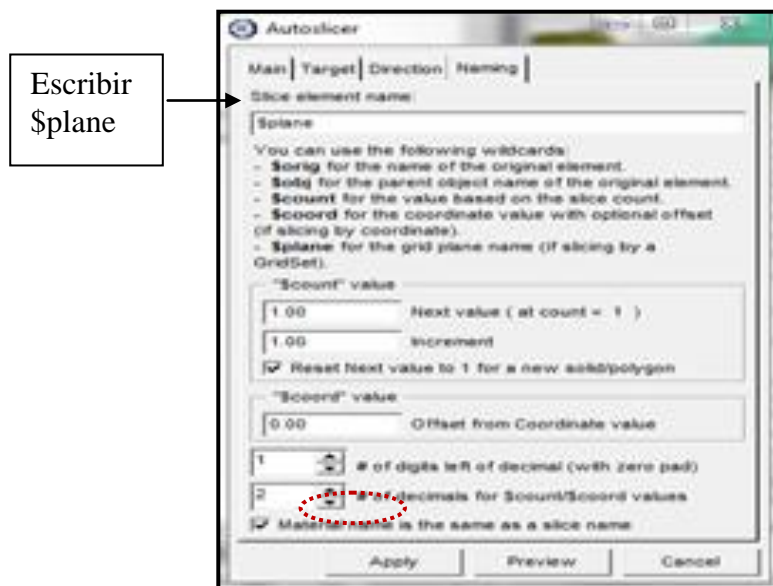 Autoslicer
Main Target Direction Naming
Escribir
$plane
Slice element name:
$plane
You can use the following wildcards:
- $orig for the name of the original element.
- $obj for the parent object name of the original element.
- $count for the value based on the slice count.
- $coord for the coordinate value with optional offset
(if slicing by coordinate).
- $plane for the grid plane name (if slicing by a
GridSet).
"$count" value
1.00 Next value ( at count = 1 )
1.00 Increment
Reset Next value to 1 for a new solid/polygon
"$coord" value
0.00 Offset from Coordinate value
1 # of digits left of decimal (with zero pad)
2 # of decimals for $count/$coord values
Material name is the same as a slice name
Apply Preview Cancel